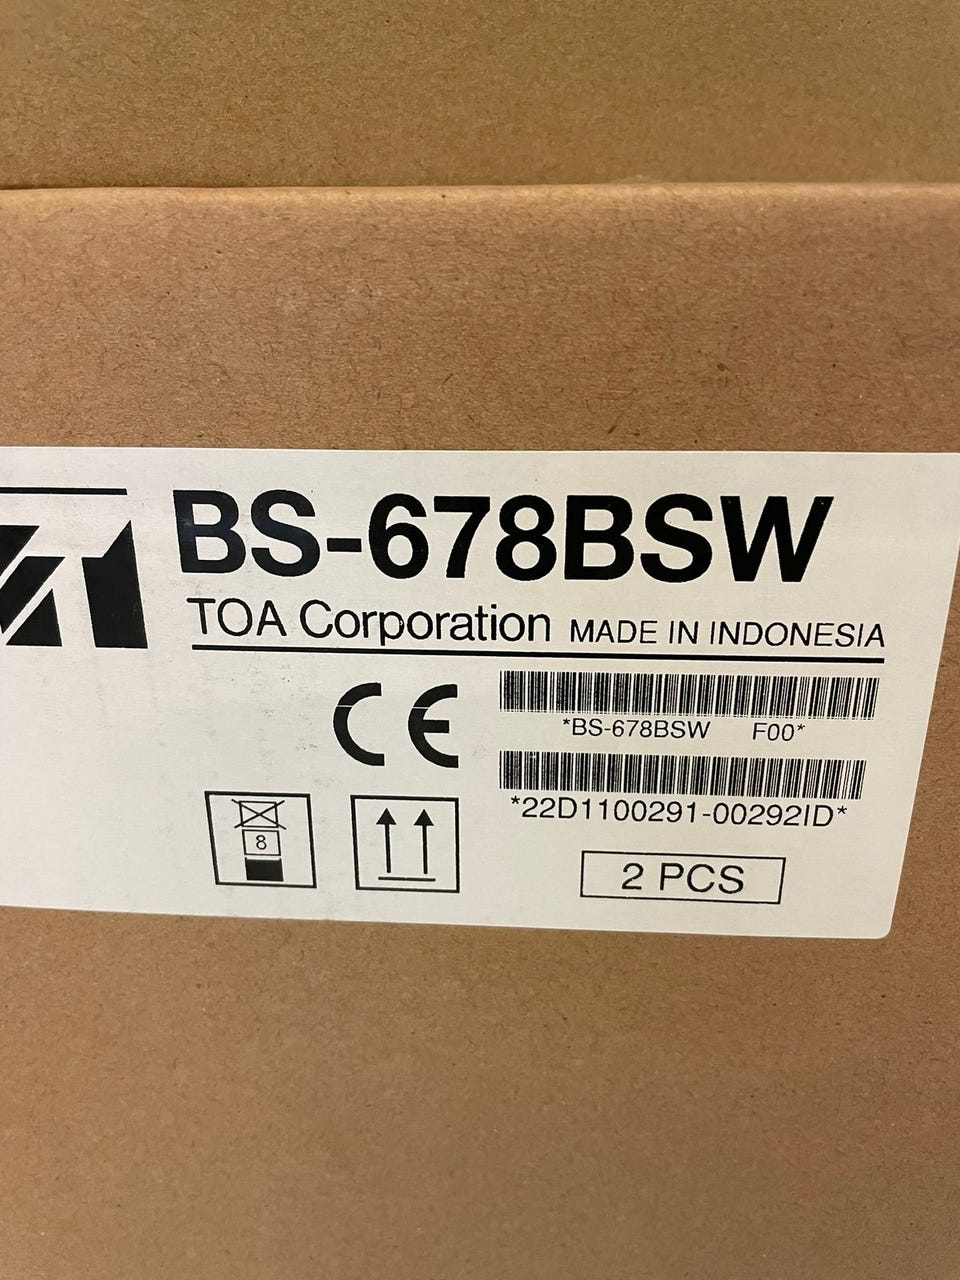 BS-678BSW
TOA Corporation MADE IN INDONESIA
CE
*BS-678BSW F00*
*22D1100291-00292ID*
8
2 PCS